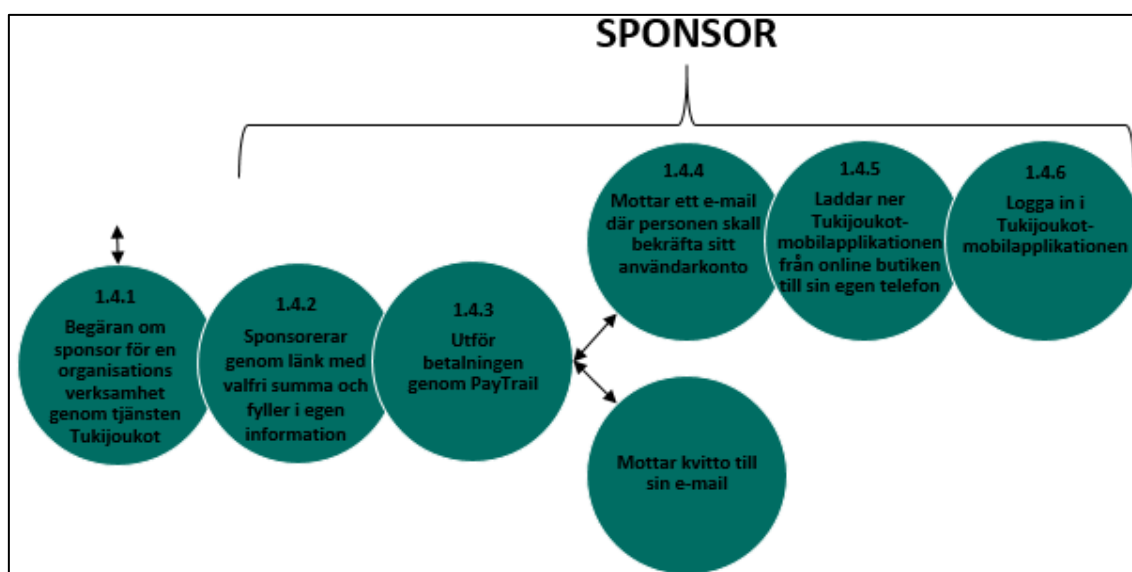 SPONSOR
1.4.1
Begäran om
sponsor för en
organisations
verksamhet
genom tjänsten
Tukijoukot
1.4.2
Sponsorerar
genom länk med
valfri summa och
fyller i egen
information
1.4.3
Utför
betalningen
genom PayTrail
1.4.4
Mottar ett e-mail
där personen skall
bekräfta sitt
användarkonto
1.4.5
Laddar ner
Tukijoukot-
mobilapplikationen
från online butiken
till sin egen telefon
1.4.6
Logga in i
Tukijoukot-
mobilapplikationen
Mottar kvitto till
sin e-mail